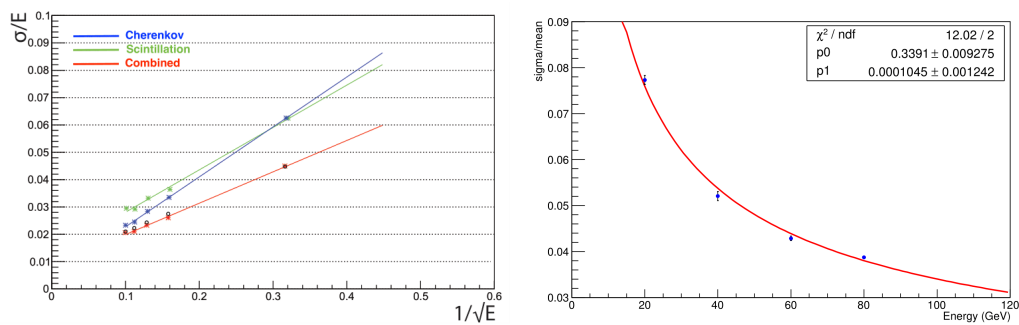 σ/E
0.1
0.09
0.08
0.07
0.06
0.05
0.04
0.03
0.02
0.01
0
Cherenkov
Scintillation
Combined
0 0.1 0.2 0.3 0.4 0.5 0.6
1/√E
sigma/mean
0.09
0.08
0.07
0.06
0.05
0.04
0.03
χ² / ndf 12.02 / 2
p0 0.3391 ± 0.009275
p1 0.0001045 ± 0.001242
0 20 40 60 80 100 120
Energy (GeV)